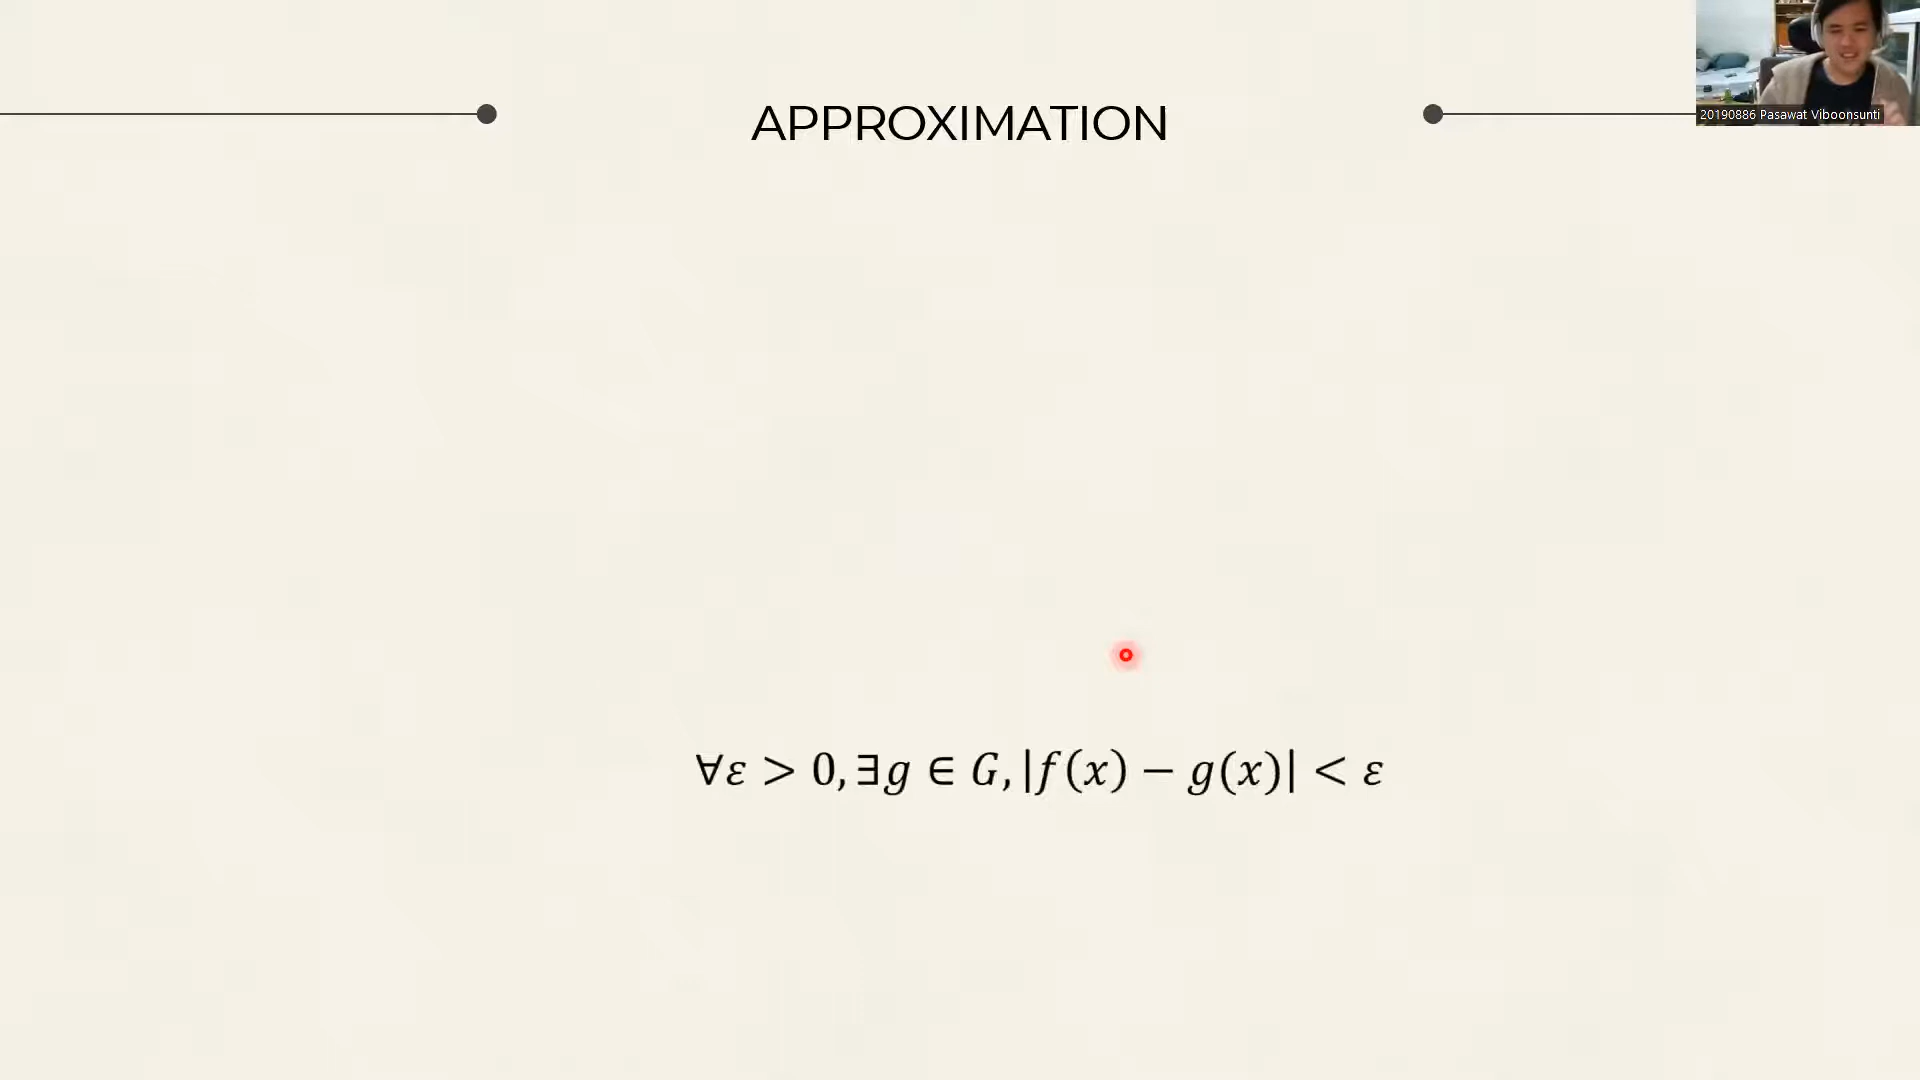 APPROXIMATION
20190886 Pasawat Viboonsunti
∀ε > 0, ∃g ∈ G, |f(x) − g(x)| < ε